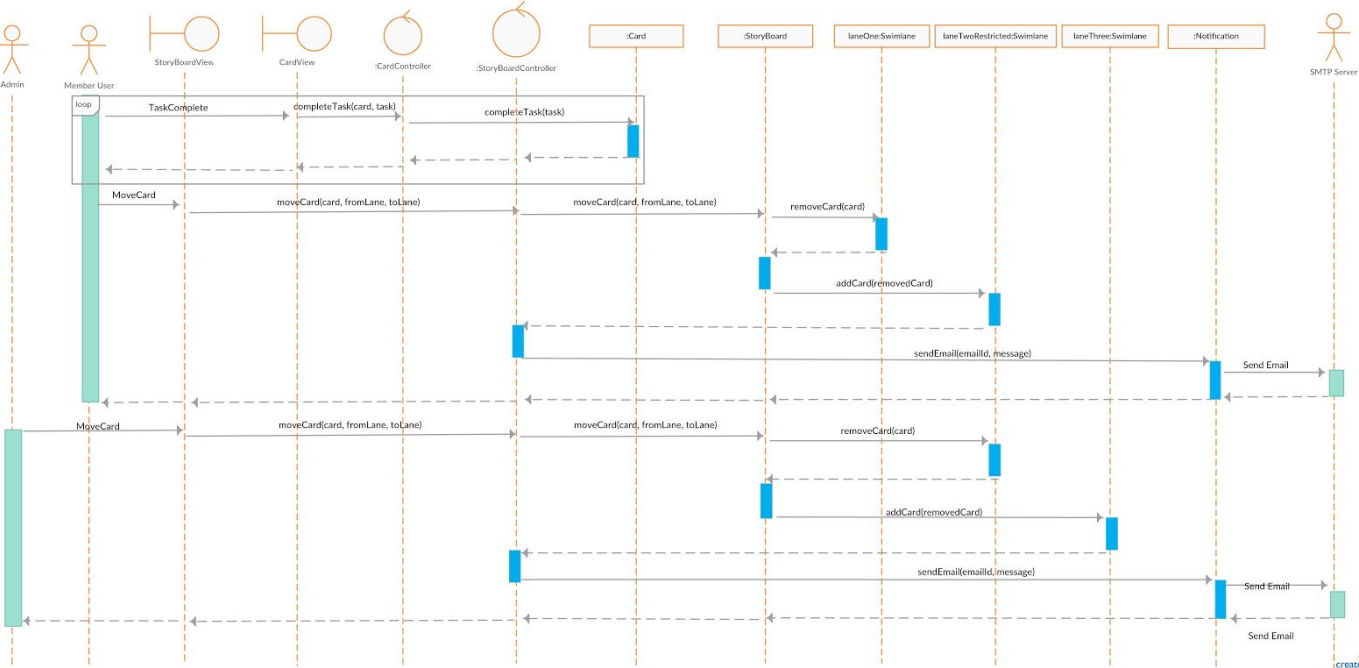 :Card
:StoryBoard
laneOne:Swimlane
laneTwoRestricted:Swimlane
laneThree:Swimlane
:Notification
StoryBoardView
CardView
:CardController
:StoryBoardController
SMTP Server
Admin
Member User
loop
TaskComplete
completeTask(card, task)
completeTask(task)
MoveCard
moveCard(card, fromLane, toLane)
moveCard(card, fromLane, toLane)
removeCard(card)
addCard(removedCard)
sendEmail(emailId, message)
Send Email
MoveCard
moveCard(card, fromLane, toLane)
moveCard(card, fromLane, toLane)
removeCard(card)
addCard(removedCard)
sendEmail(emailId, message)
Send Email
Send Email
.create